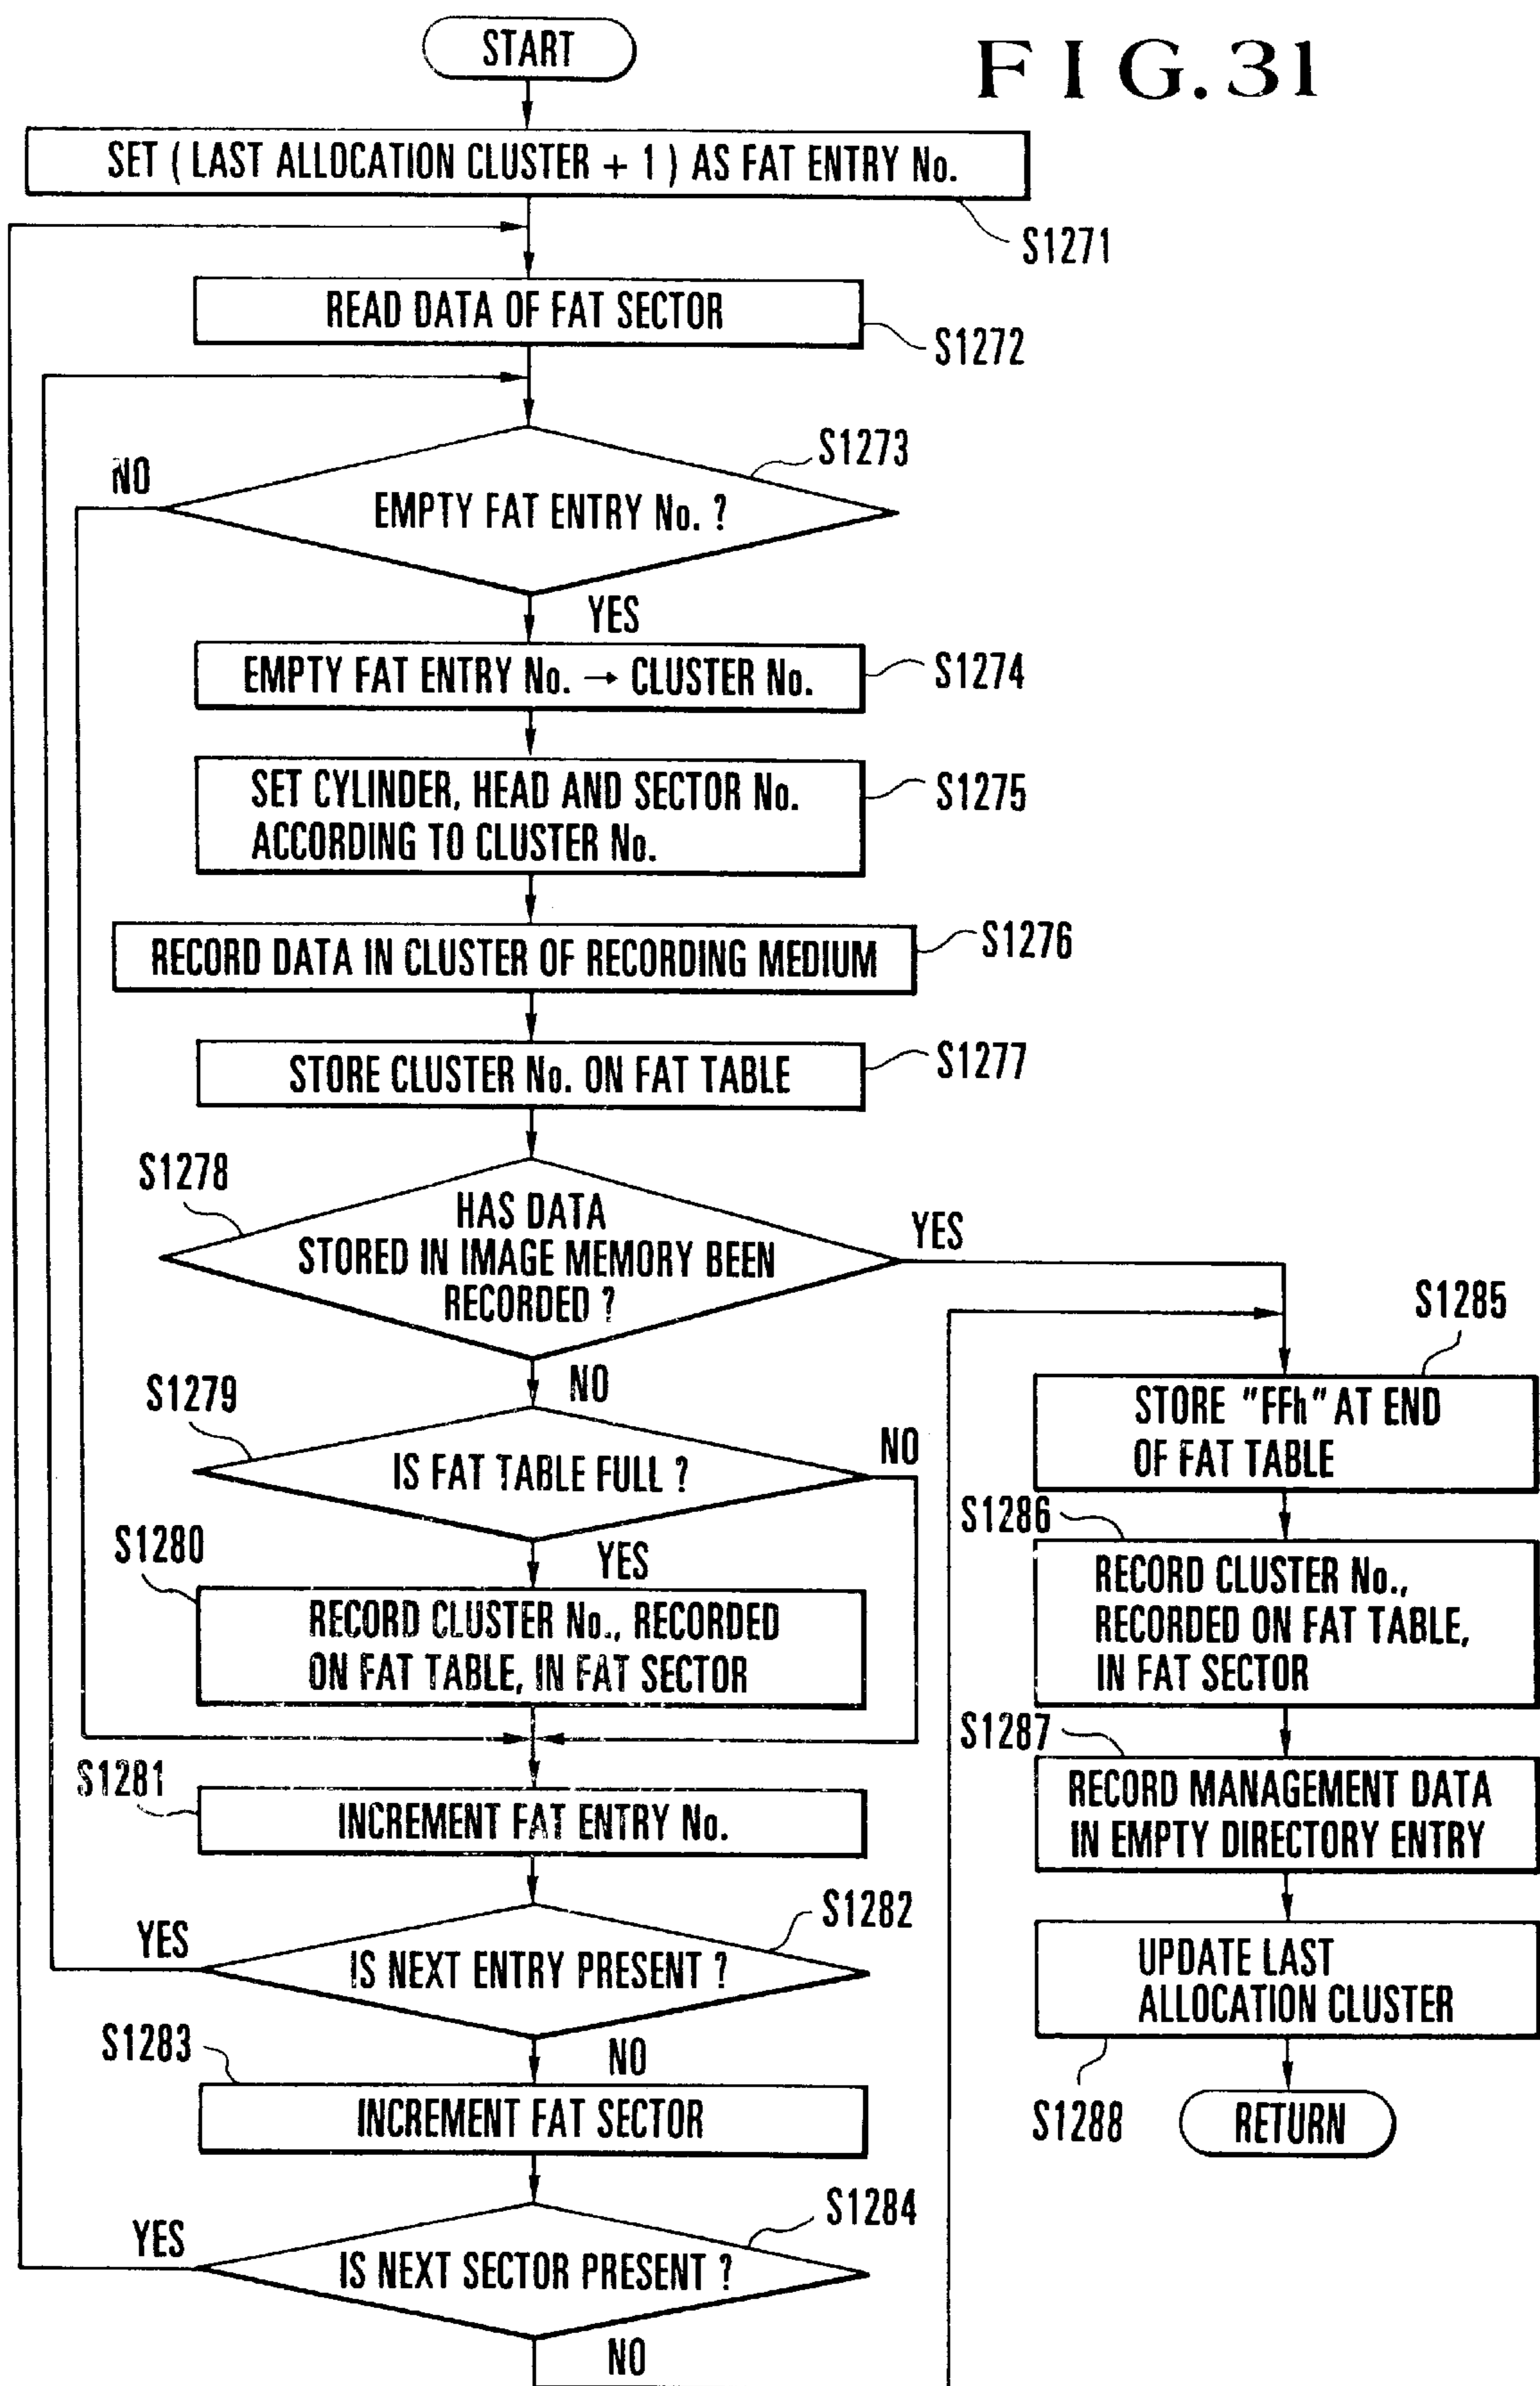 START
FIG.31
SET ( LAST ALLOCATION CLUSTER + 1 ) AS FAT ENTRY No.
S1271
READ DATA OF FAT SECTOR
S1272
S1273
NO
EMPTY FAT ENTRY No. ?
YES
EMPTY FAT ENTRY No. → CLUSTER No.
S1274
SET CYLINDER, HEAD AND SECTOR No.
ACCORDING TO CLUSTER No.
S1275
RECORD DATA IN CLUSTER OF RECORDING MEDIUM
S1276
STORE CLUSTER No. ON FAT TABLE
S1277
S1278
HAS DATA
STORED IN IMAGE MEMORY BEEN
RECORDED ?
YES
NO
S1279
IS FAT TABLE FULL ?
NO
YES
S1280
RECORD CLUSTER No., RECORDED
ON FAT TABLE, IN FAT SECTOR
S1281
INCREMENT FAT ENTRY No.
S1282
YES
IS NEXT ENTRY PRESENT ?
NO
S1283
INCREMENT FAT SECTOR
S1284
YES
IS NEXT SECTOR PRESENT ?
NO
S1285
STORE "FFh" AT END
OF FAT TABLE
S1286
RECORD CLUSTER No.,
RECORDED ON FAT TABLE,
IN FAT SECTOR
S1287
RECORD MANAGEMENT DATA
IN EMPTY DIRECTORY ENTRY
UPDATE LAST
ALLOCATION CLUSTER
S1288
RETURN